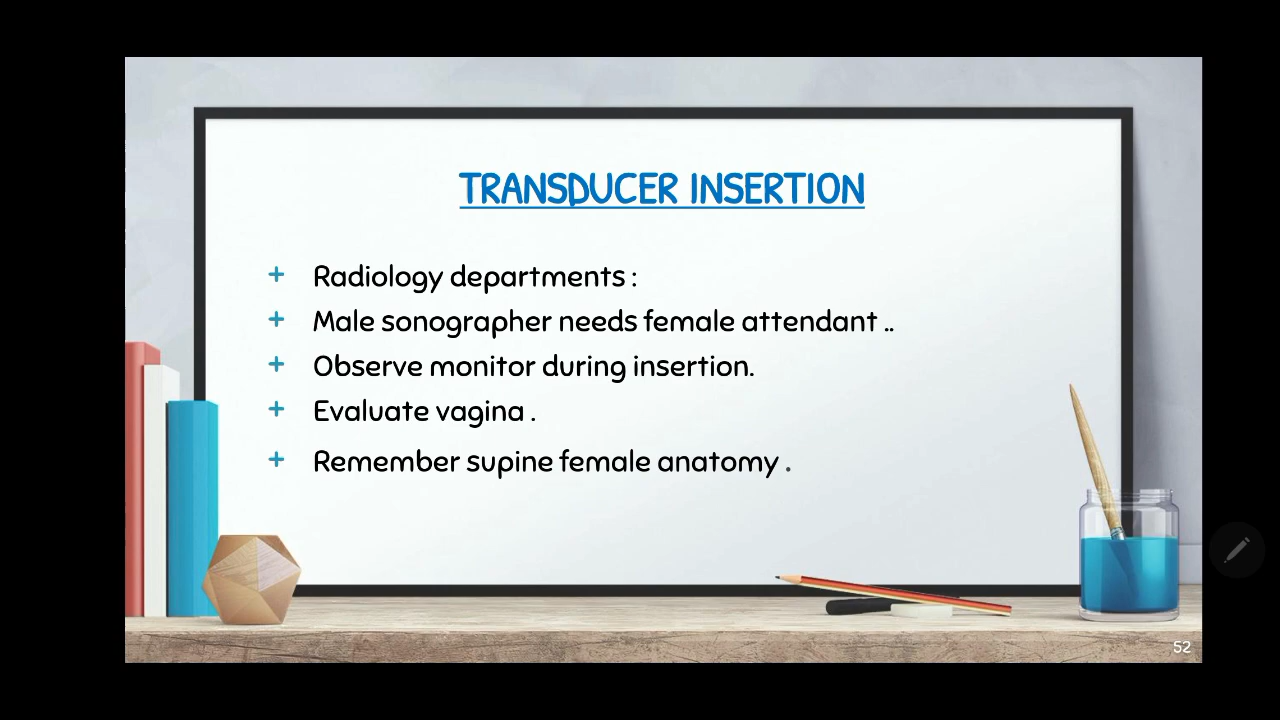 TRANSDUCER INSERTION
+ Radiology departments :
+ Male sonographer needs female attendant ..
+ Observe monitor during insertion.
+ Evaluate vagina .
+ Remember supine female anatomy .
52